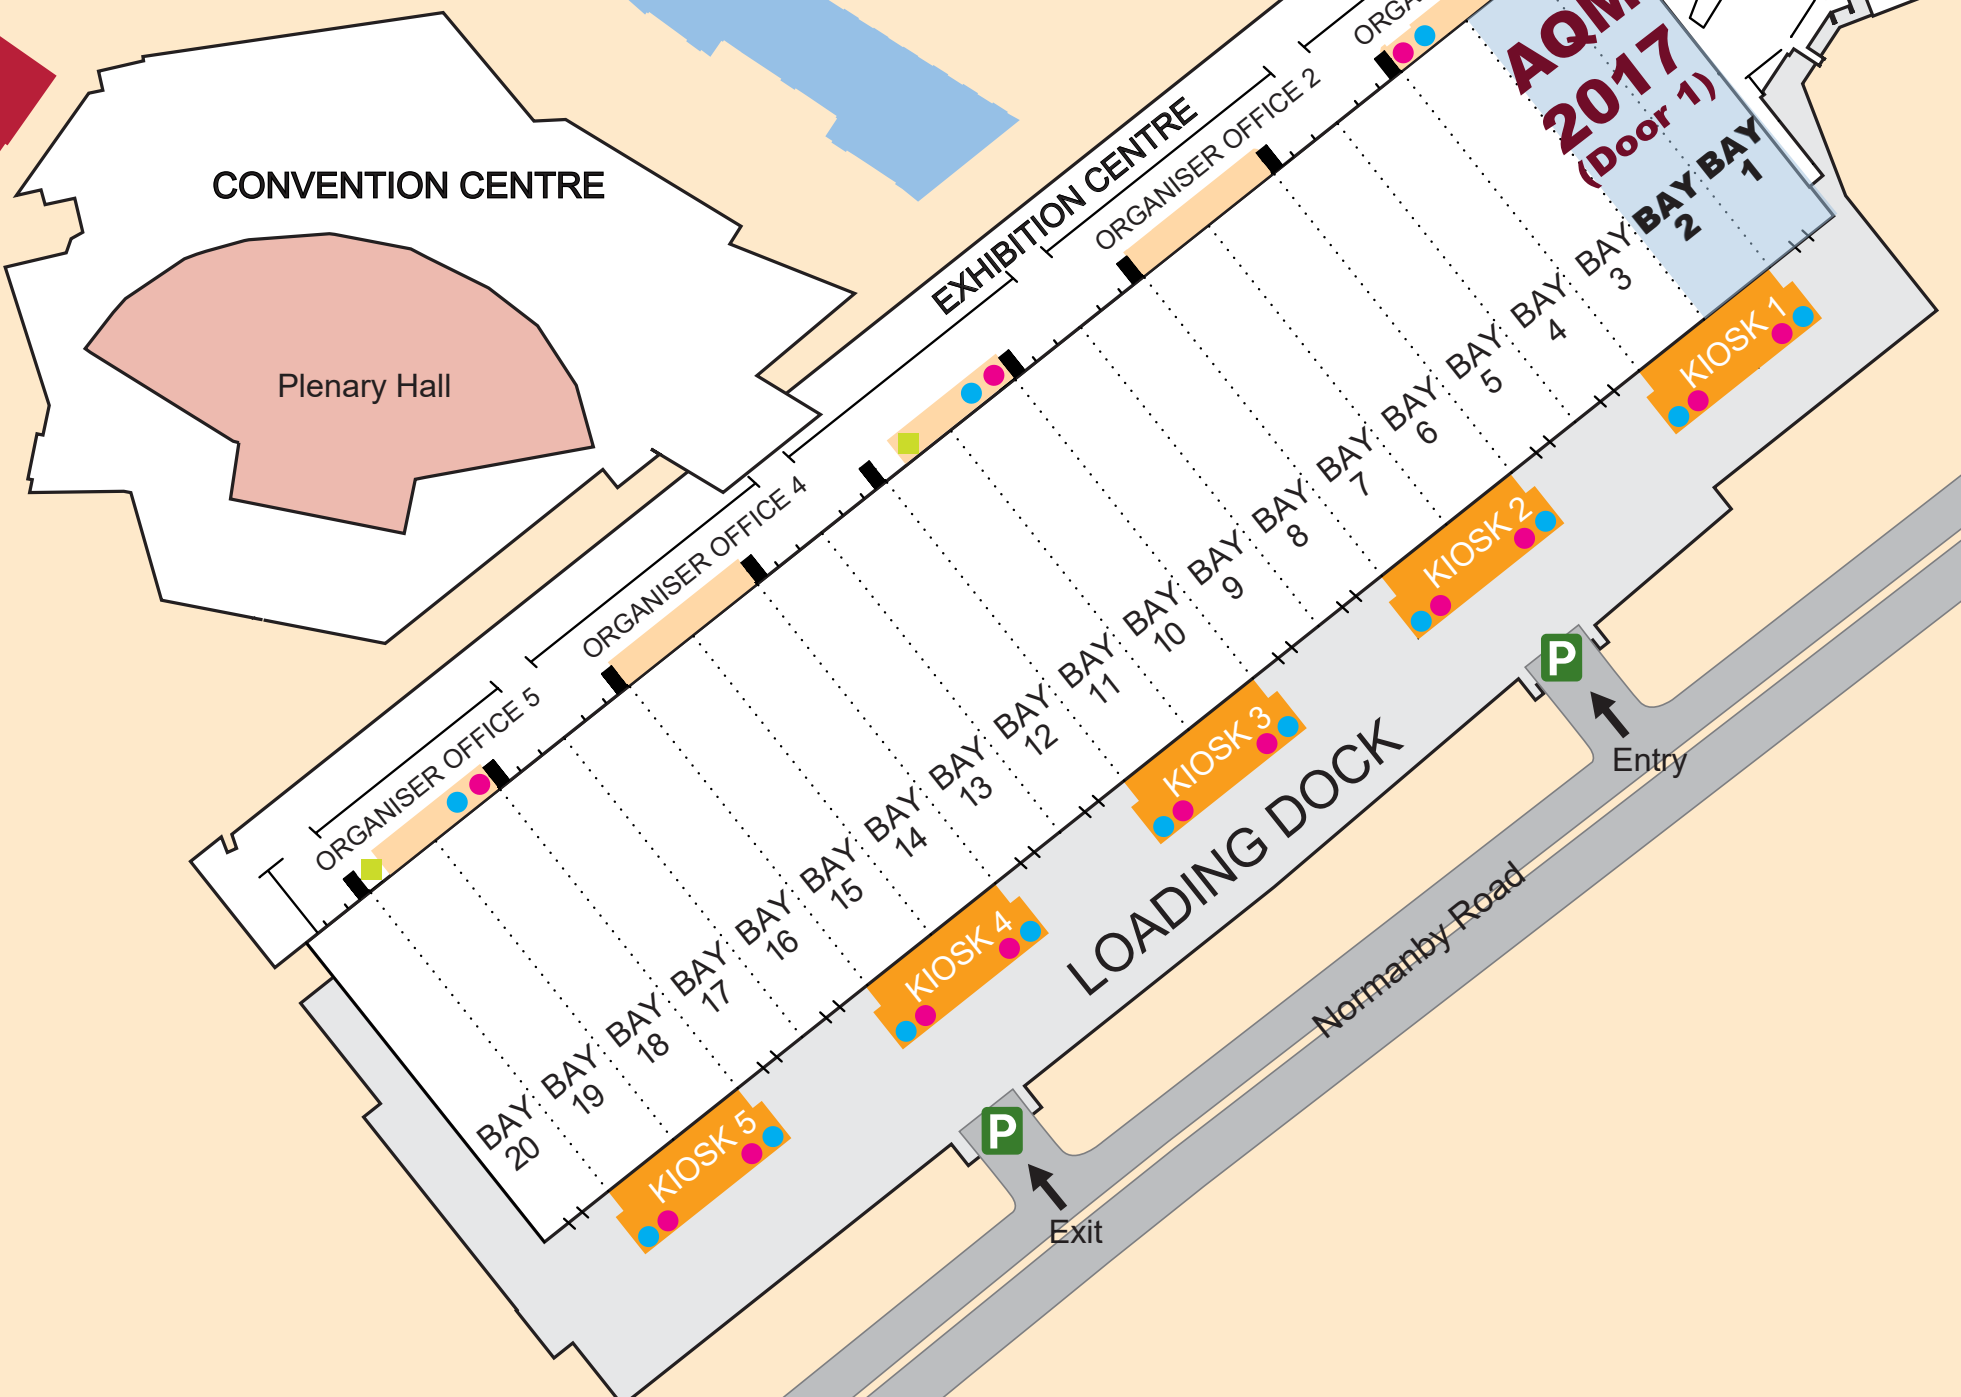 CONVENTION CENTRE
Plenary Hall
EXHIBITION CENTRE
ORGANISER OFFICE 2
ORGANISER OFFICE 4
ORGANISER OFFICE 5
2017
(Door 1)
BAY 1
BAY 2
BAY 3
BAY 4
BAY 5
BAY 6
BAY 7
BAY 8
BAY 9
BAY 10
BAY 11
BAY 12
BAY 13
BAY 14
BAY 15
BAY 16
BAY 17
BAY 18
BAY 19
BAY 20
KIOSK 1
KIOSK 2
KIOSK 3
KIOSK 4
KIOSK 5
LOADING DOCK
P
Entry
Normanby Road
P
Exit